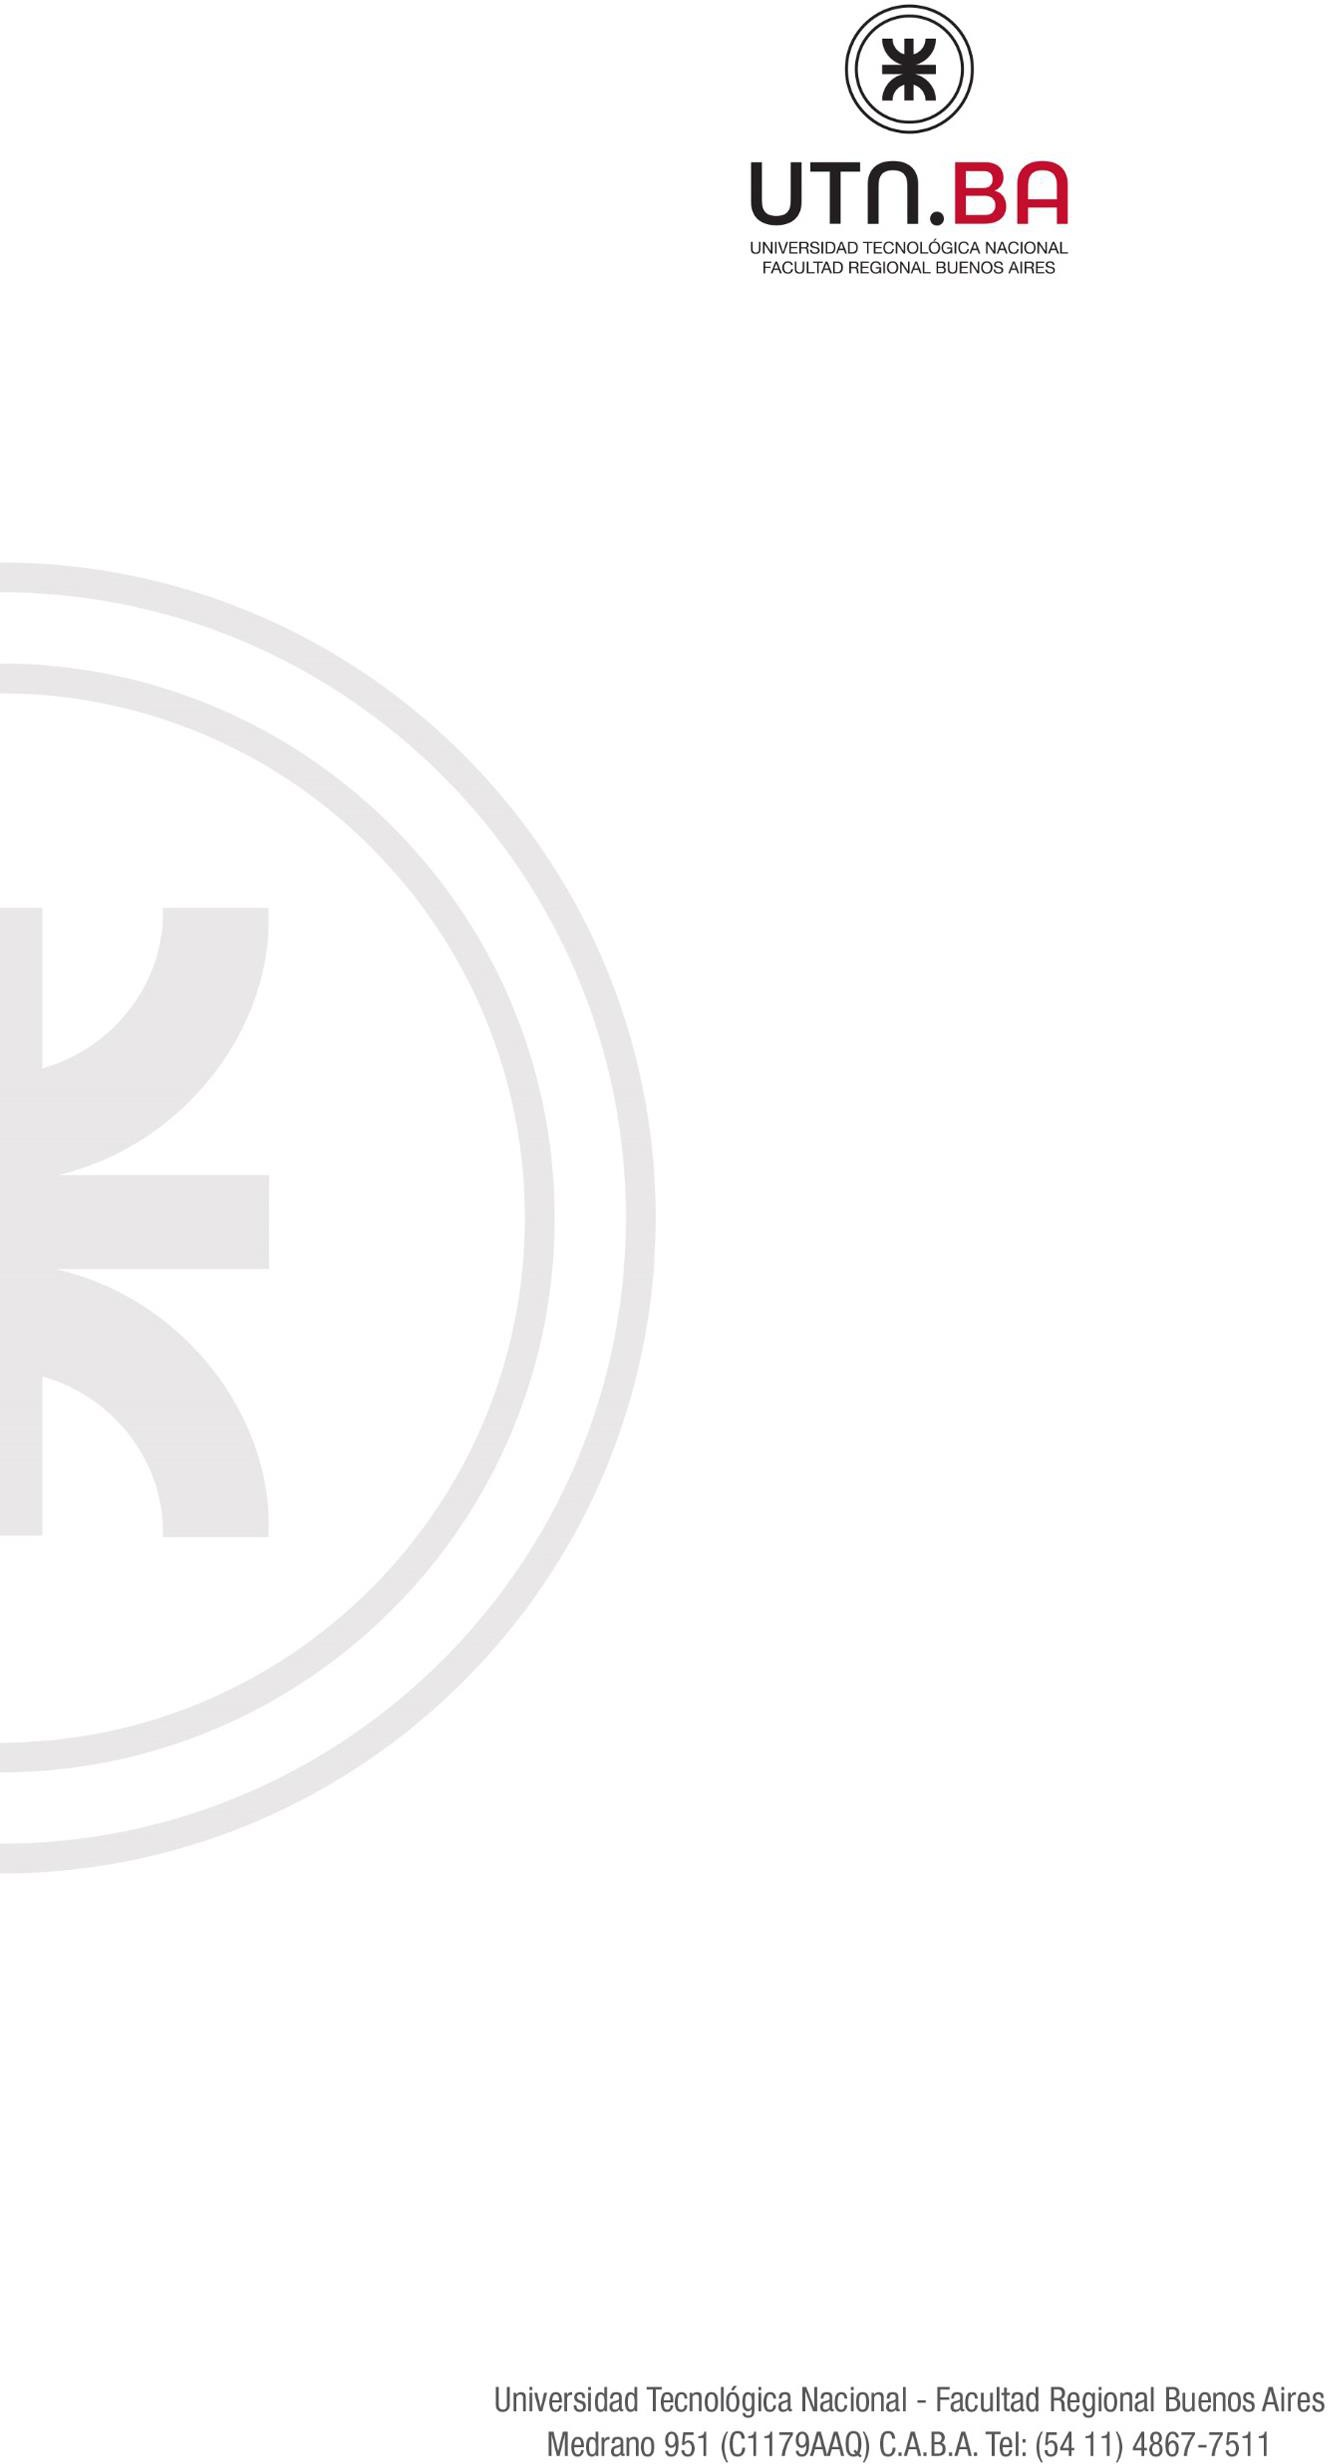 UTN.BA
UNIVERSIDAD TECNOLÓGICA NACIONAL
FACULTAD REGIONAL BUENOS AIRES
Universidad Tecnológica Nacional - Facultad Regional Buenos Aires
Medrano 951 (C1179AAQ) C.A.B.A. Tel: (54 11) 4867-7511